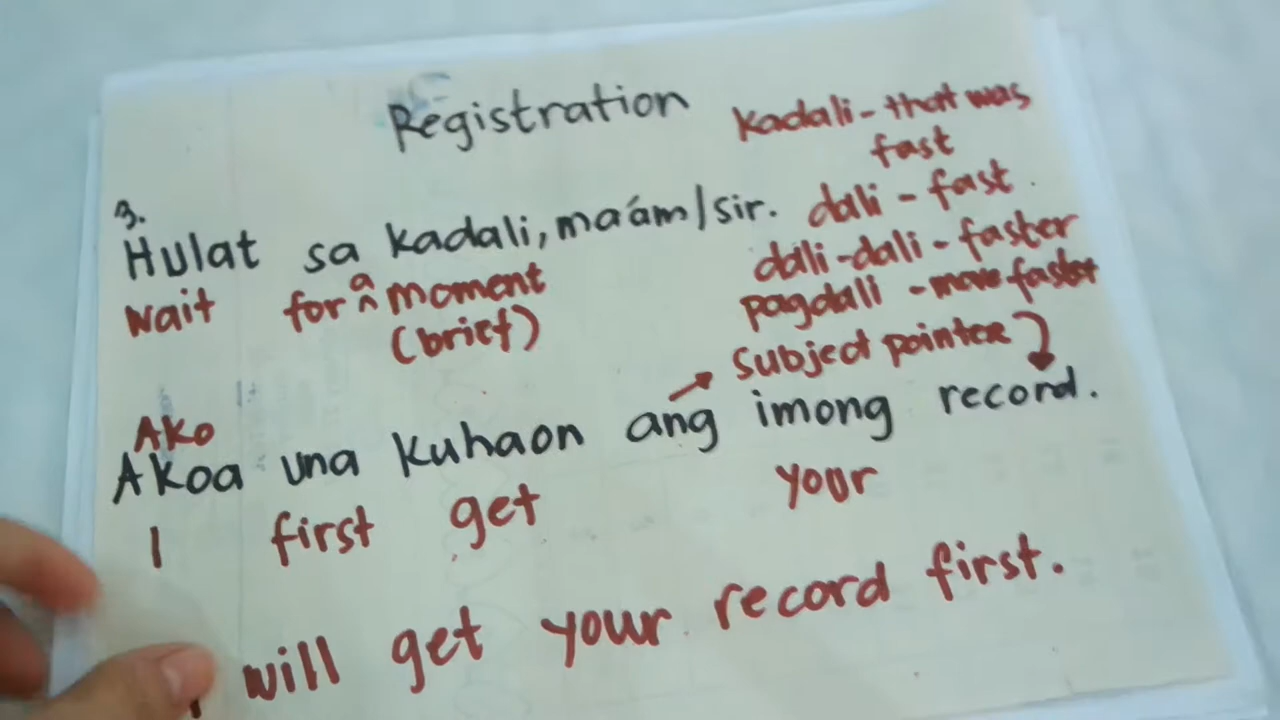 Registration
kadali - that was
fast
3.
Hulat sa kadali, ma'am/sir.
dali - fast
wait for a ^ moment
(brief)
dali-dali - faster
pagdali - move faster
subject pointer
Ako
Akoa una kuhaon ang imong record.
I first get your
will get your record first.